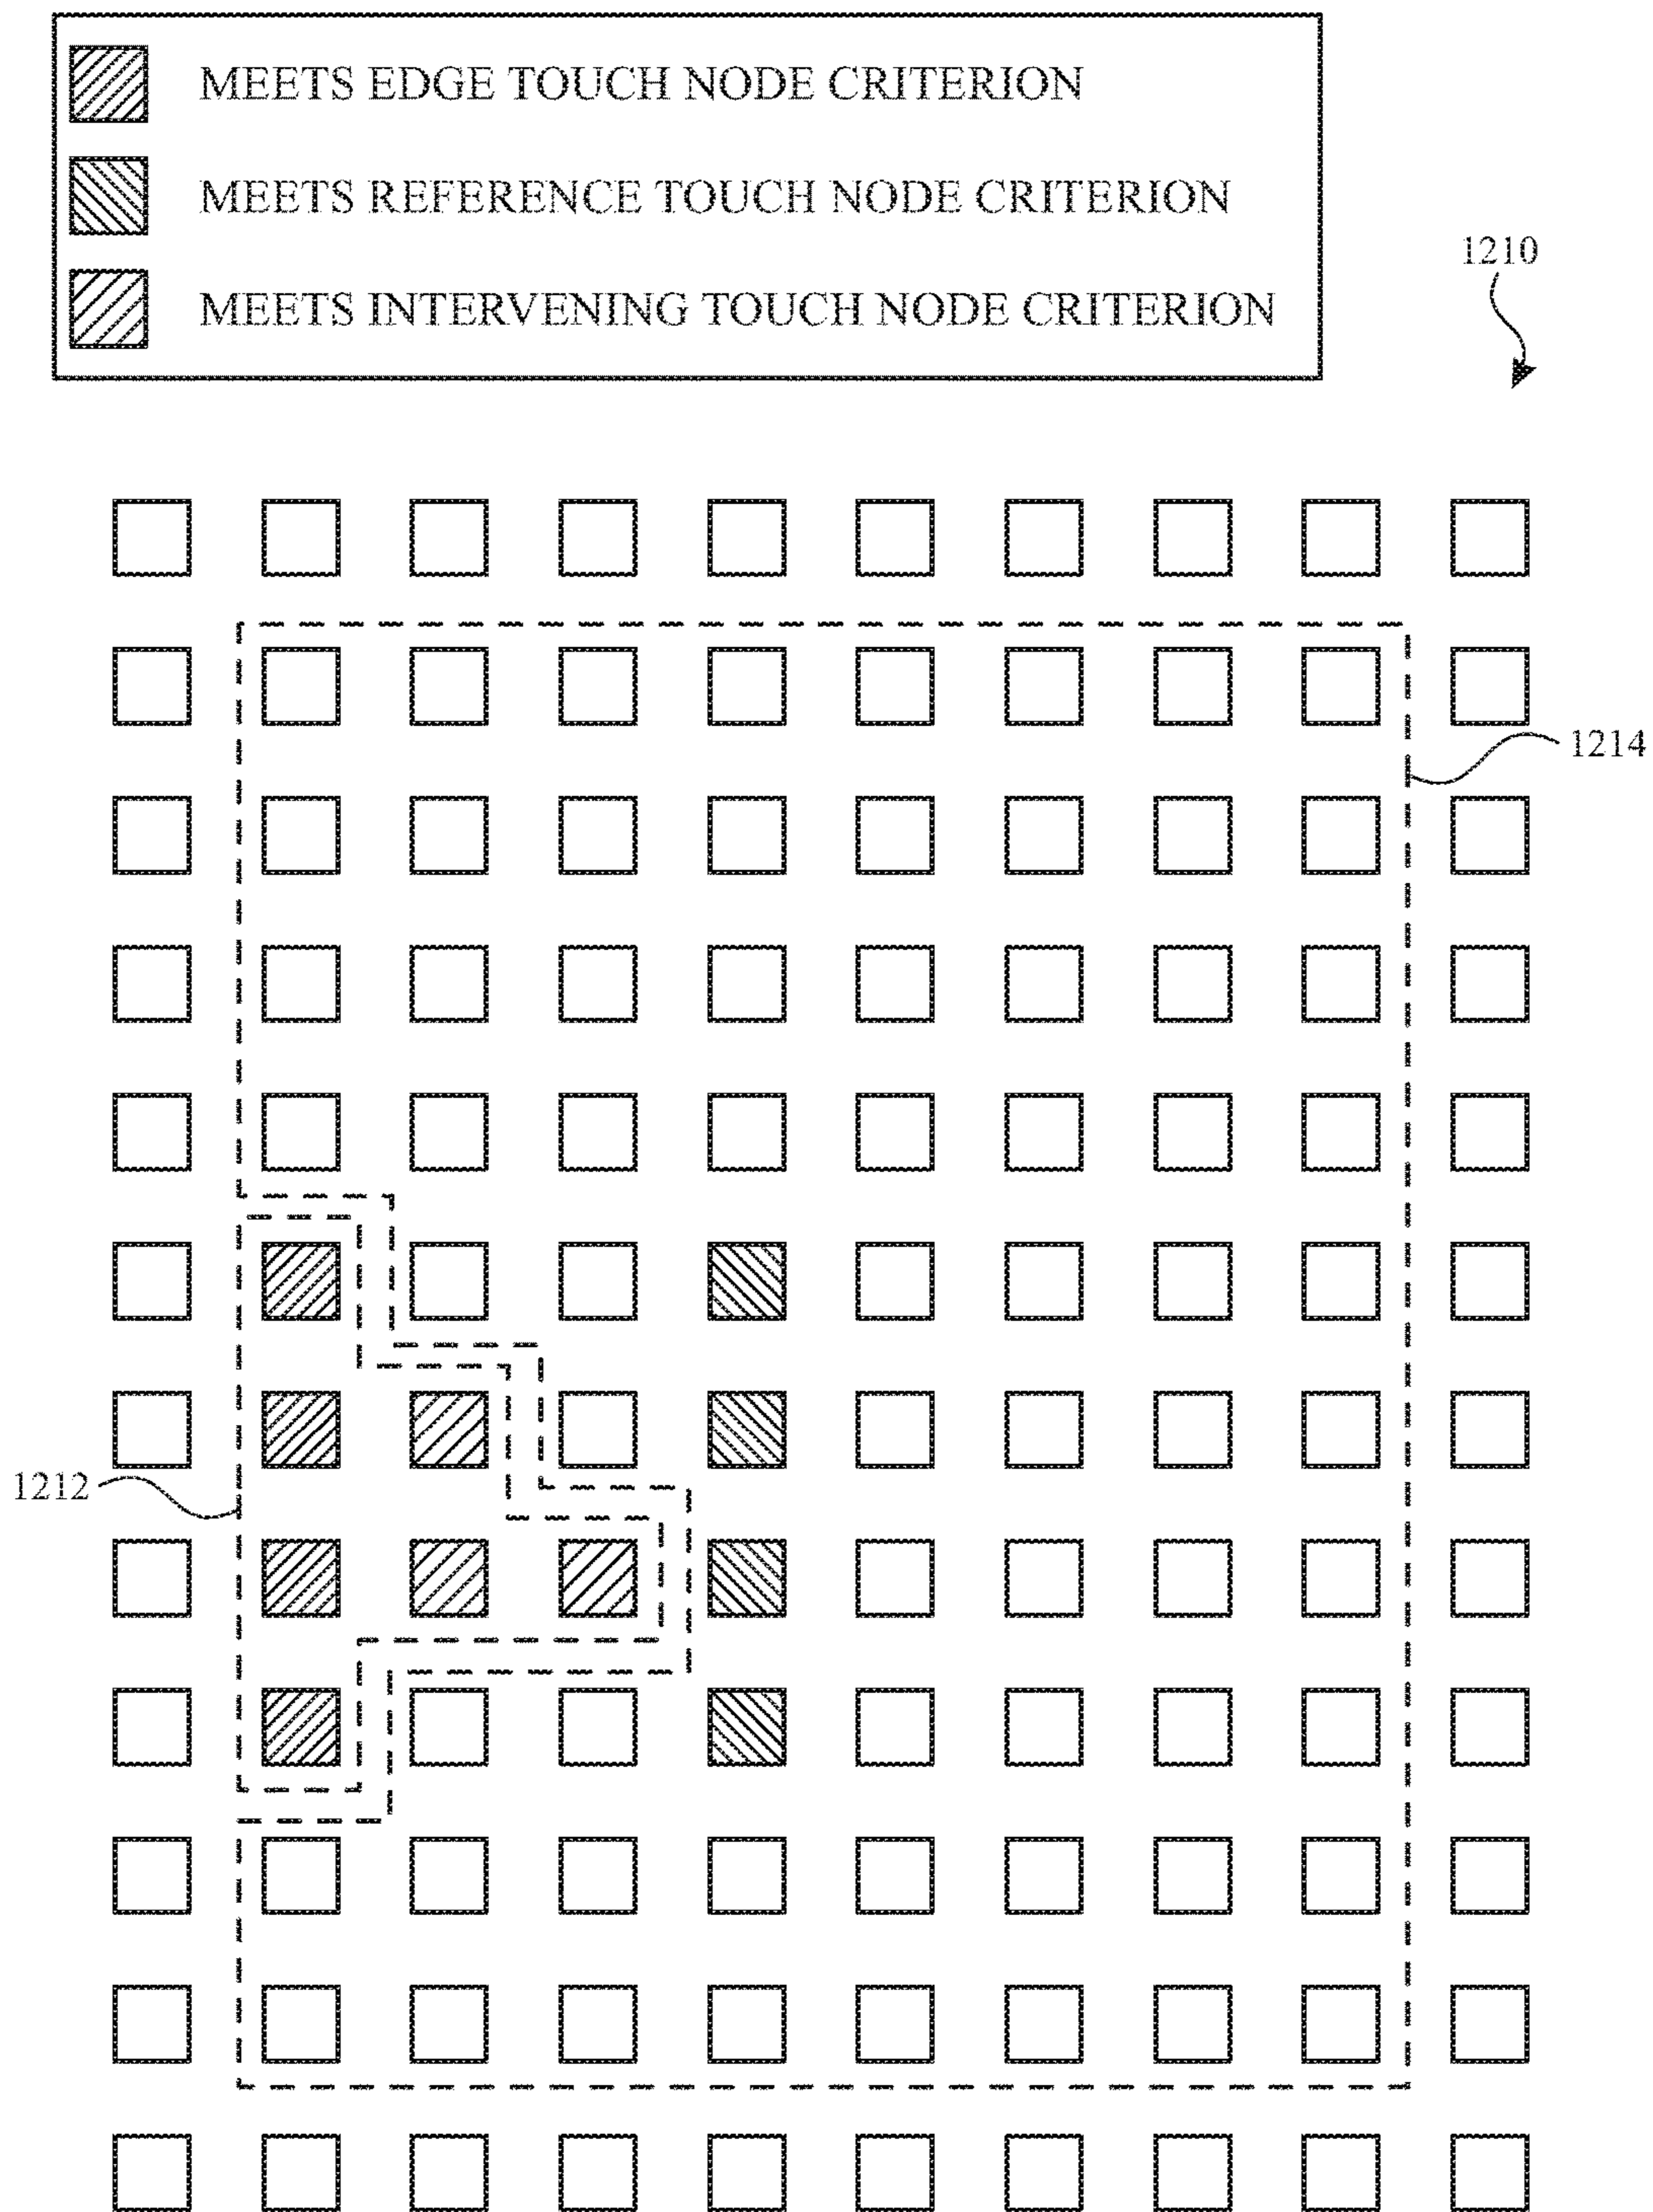 MEETS EDGE TOUCH NODE CRITERION
MEETS REFERENCE TOUCH NODE CRITERION
MEETS INTERVENING TOUCH NODE CRITERION
1210
1214
1212